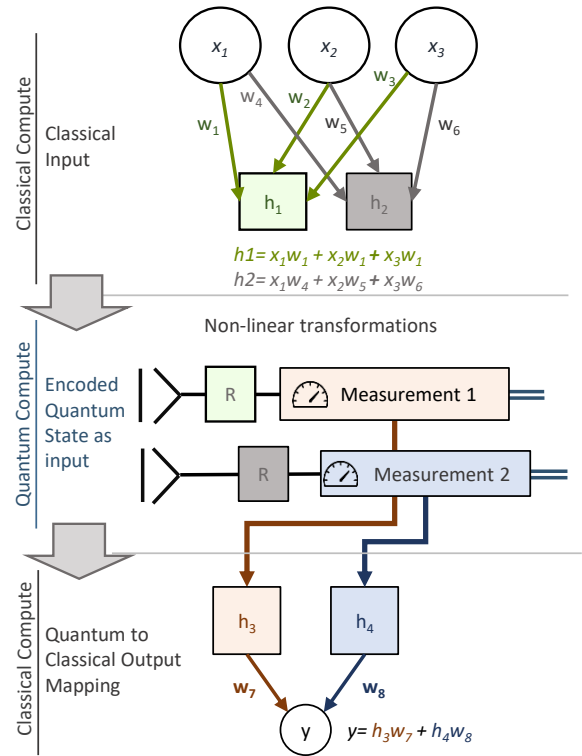 x1 x2 x3
w4 w2 w3
w1 w5 w6
Classical Compute
Classical
Input
h1 h2
h1= x1w1 + x2w1 + x3w1
h2= x1w4 + x2w5 + x3w6
Non-linear transformations
Quantum Compute
Encoded
Quantum
State as
input
R Measurement 1
R Measurement 2
Classical Compute
Quantum to
Classical Output
Mapping
h3 h4
w7 w8
y y= h3w7 + h4w8